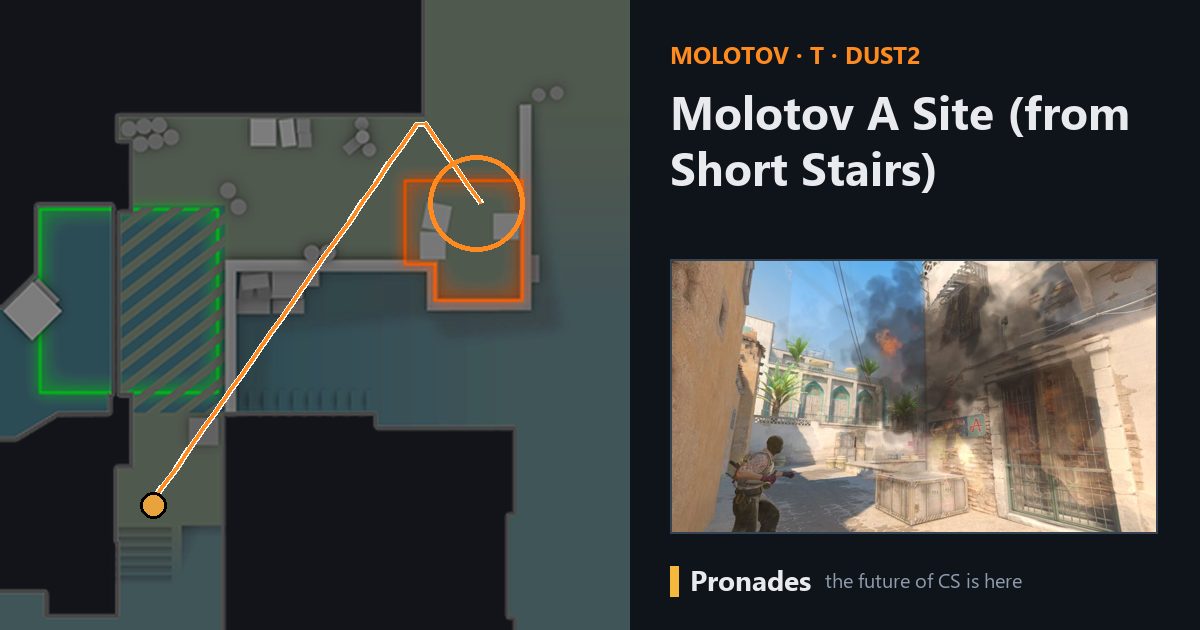 MOLOTOV · T · DUST2
Molotov A Site (from
Short Stairs)
A
Pronades the future of CS is here